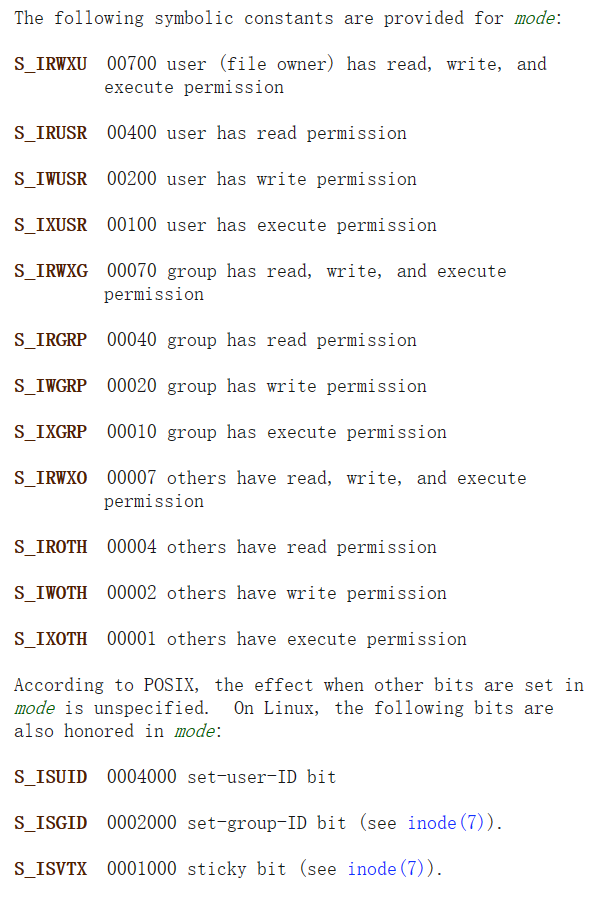 The following symbolic constants are provided for mode:
S_IRWXU 00700 user (file owner) has read, write, and
execute permission
S_IRUSR 00400 user has read permission
S_IWUSR 00200 user has write permission
S_IXUSR 00100 user has execute permission
S_IRWXG 00070 group has read, write, and execute
permission
S_IRGRP 00040 group has read permission
S_IWGRP 00020 group has write permission
S_IXGRP 00010 group has execute permission
S_IRWXO 00007 others have read, write, and execute
permission
S_IROTH 00004 others have read permission
S_IWOTH 00002 others have write permission
S_IXOTH 00001 others have execute permission
According to POSIX, the effect when other bits are set in
mode is unspecified. On Linux, the following bits are
also honored in mode:
S_ISUID 0004000 set-user-ID bit
S_ISGID 0002000 set-group-ID bit (see inode(7)).
S_ISVTX 0001000 sticky bit (see inode(7)).